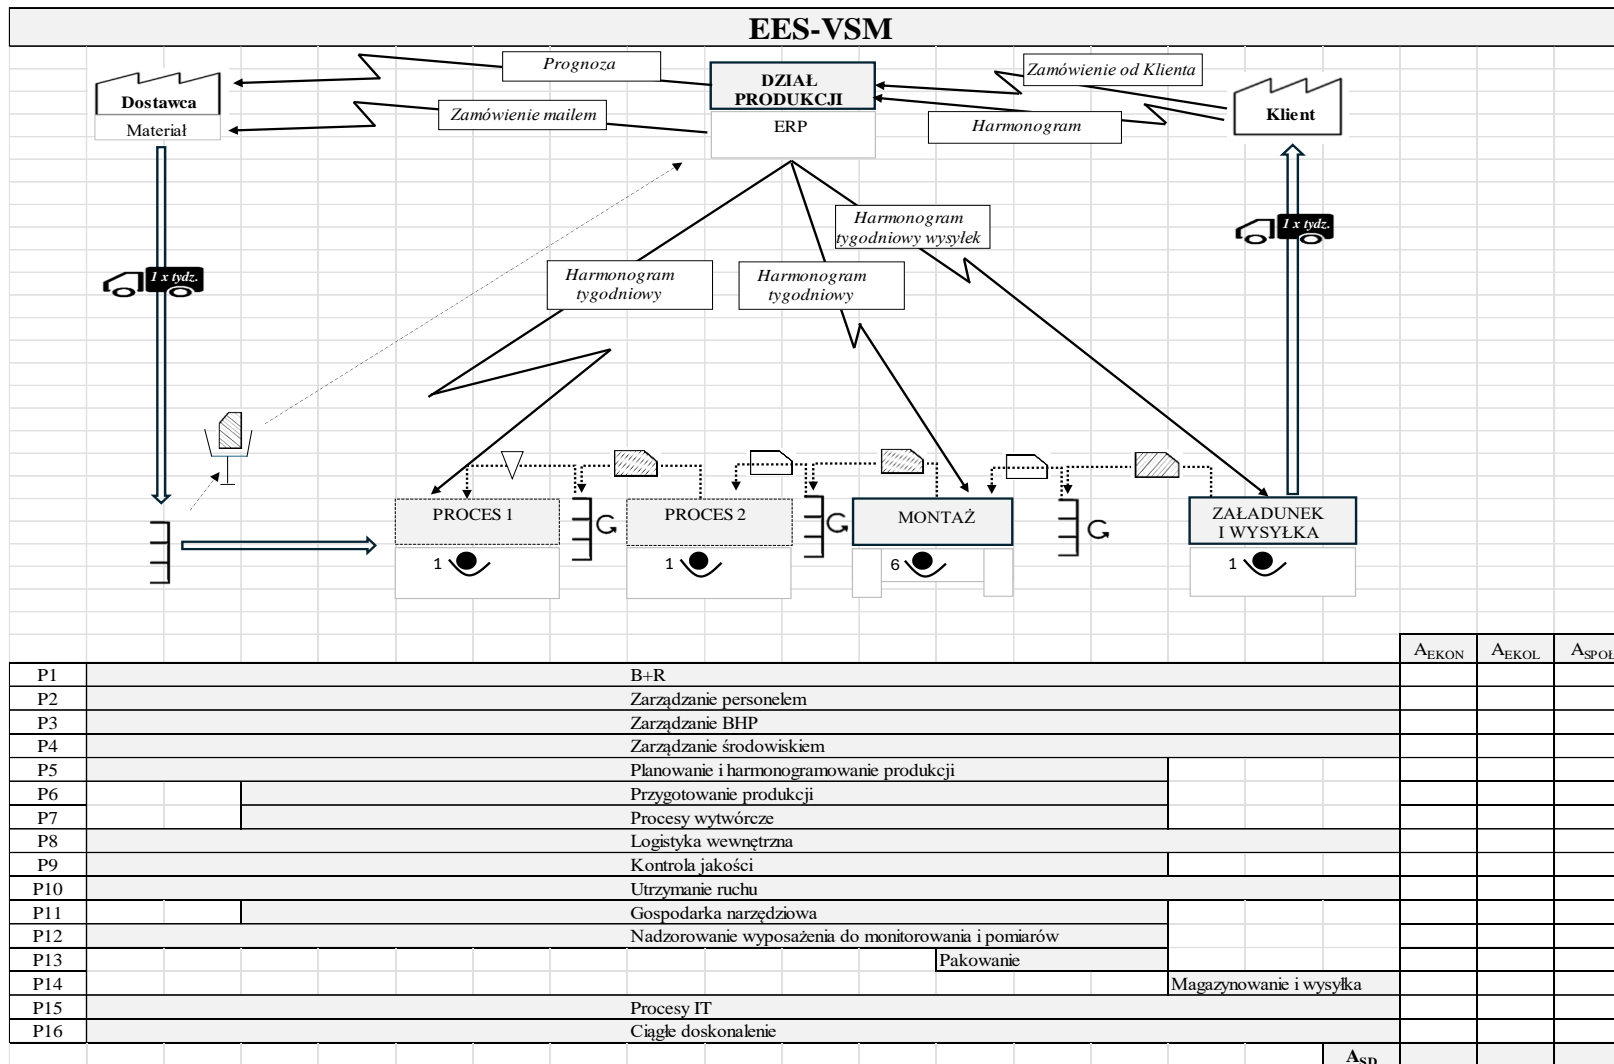 EES-VSM
Prognoza
DZIAŁ
PRODUKCJI
Zamówienie od Klienta
Dostawca
Zamówienie mailem
Klient
Materiał
ERP
Harmonogram
Harmonogram
tygodniowy wysyłek
1 x tydz.
1 x tydz.
Harmonogram
tygodniowy
Harmonogram
tygodniowy
PROCES 1
PROCES 2
MONTAŻ
ZAŁADUNEK
I WYSYŁKA
1
1
6
1
AEKON AEKOL ASPOŁ
P1 B+R
P2 Zarządzanie personelem
P3 Zarządzanie BHP
P4 Zarządzanie środowiskiem
P5 Planowanie i harmonogramowanie produkcji
P6 Przygotowanie produkcji
P7 Procesy wytwórcze
P8 Logistyka wewnętrzna
P9 Kontrola jakości
P10 Utrzymanie ruchu
P11 Gospodarka narzędziowa
P12 Nadzorowanie wyposażenia do monitorowania i pomiarów
P13 Pakowanie
P14 Magazynowanie i wysyłka
P15 Procesy IT
P16 Ciągłe doskonalenie
ASD